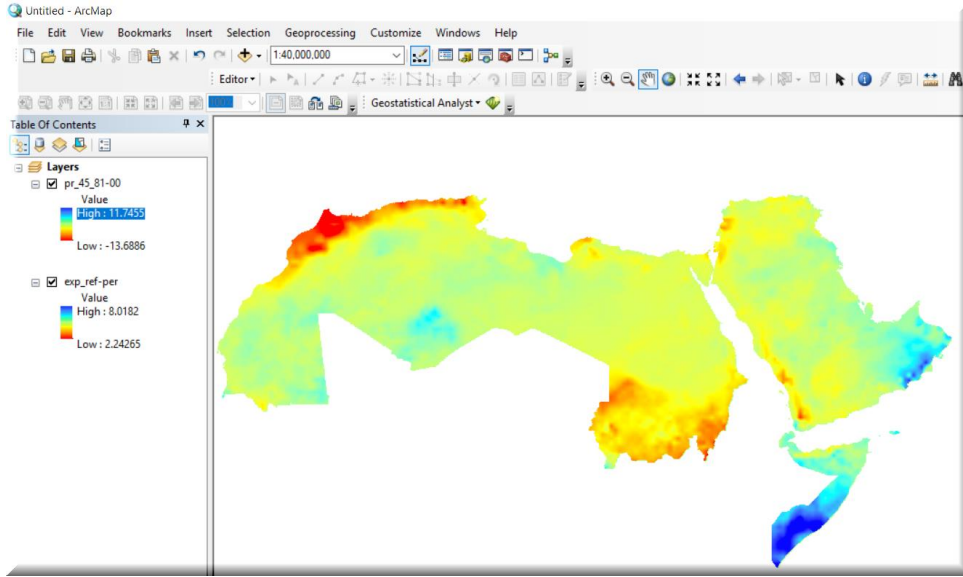 Untitled - ArcMap
File Edit View Bookmarks Insert Selection Geoprocessing Customize Windows Help
1:40,000,000
Editor
Geostatistical Analyst
Table Of Contents
Layers
pr_45_81-00
Value
High : 11.7455
Low : -13.6886
exp_ref-per
Value
High : 8.0182
Low : 2.24265